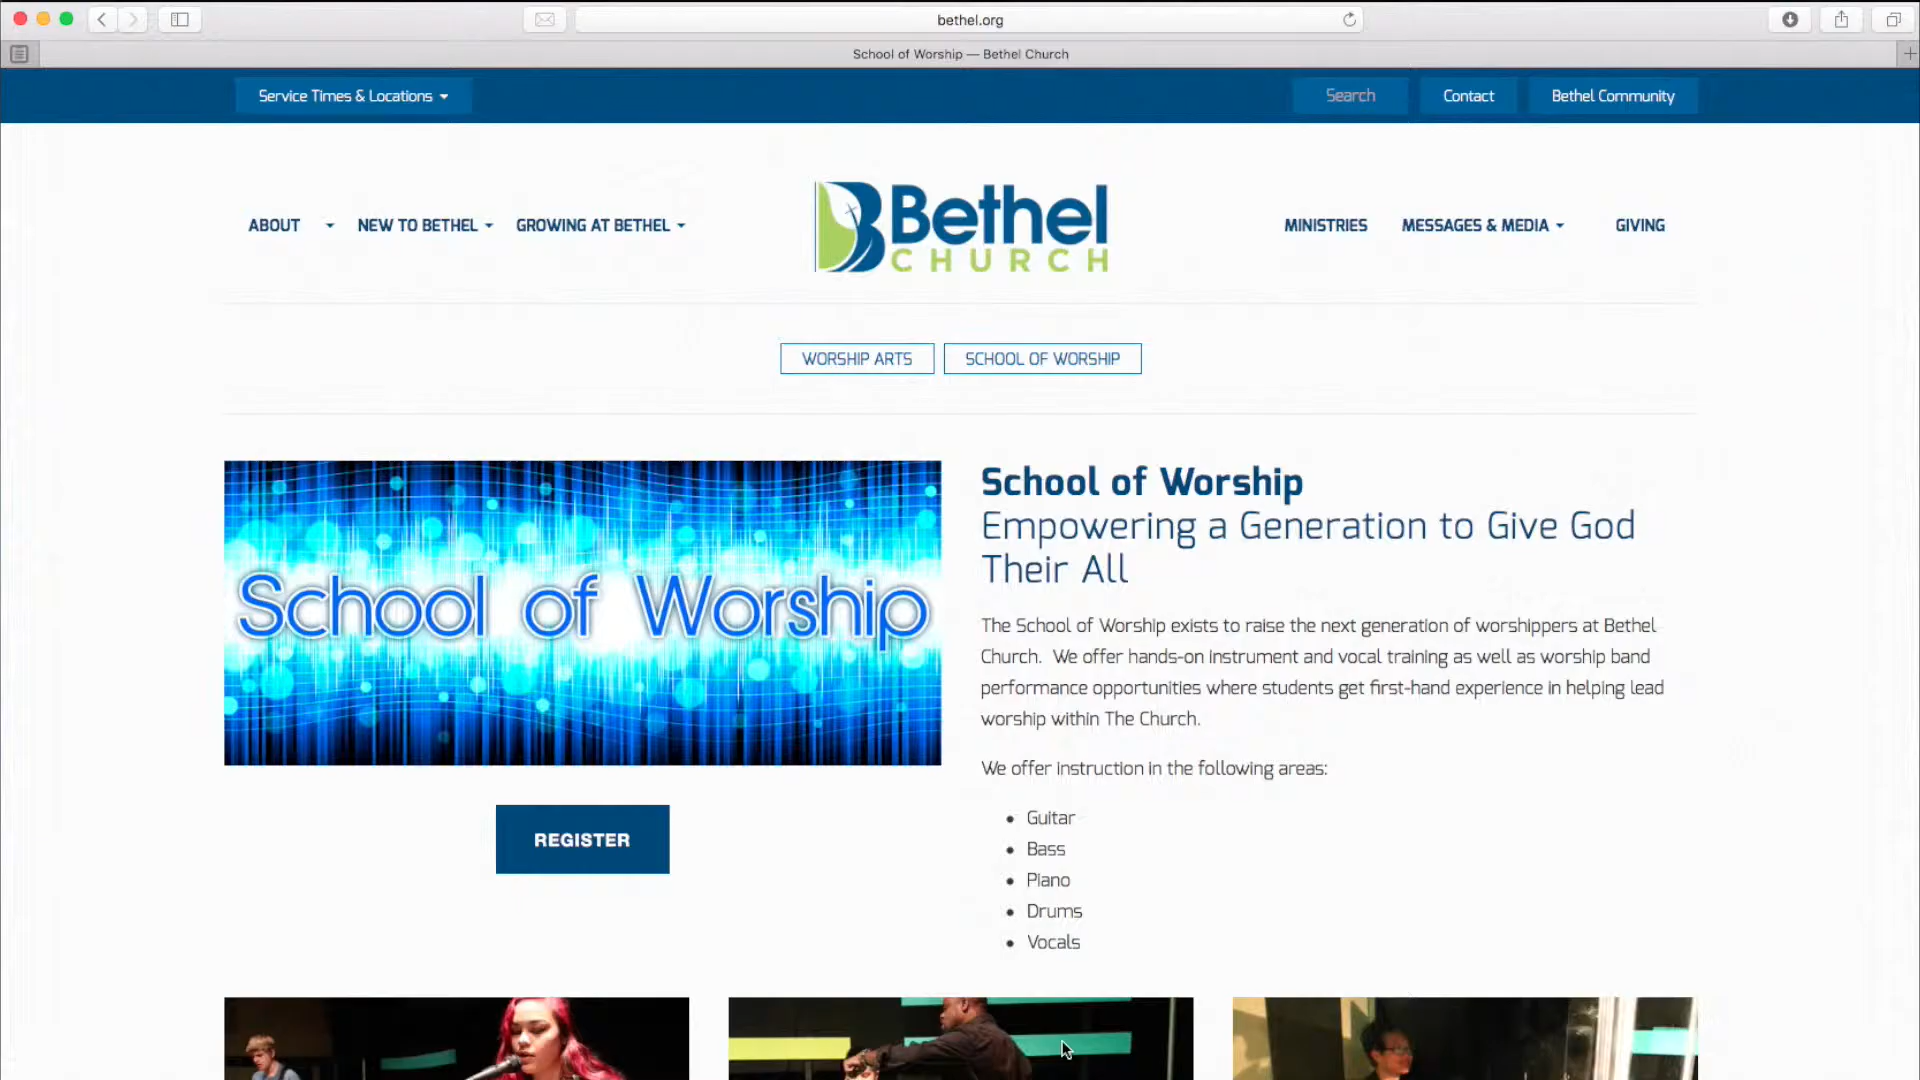 bethel.org
School of Worship — Bethel Church
Service Times & Locations
Search
Contact
Bethel Community
ABOUT
NEW TO BETHEL
GROWING AT BETHEL
Bethel
CHURCH
MINISTRIES
MESSAGES & MEDIA
GIVING
WORSHIP ARTS
SCHOOL OF WORSHIP
School of Worship
REGISTER
School of Worship
Empowering a Generation to Give God
Their All
The School of Worship exists to raise the next generation of worshippers at Bethel
Church. We offer hands-on instrument and vocal training as well as worship band
performance opportunities where students get first-hand experience in helping lead
worship within The Church.
We offer instruction in the following areas:
Guitar
Bass
Piano
Drums
Vocals